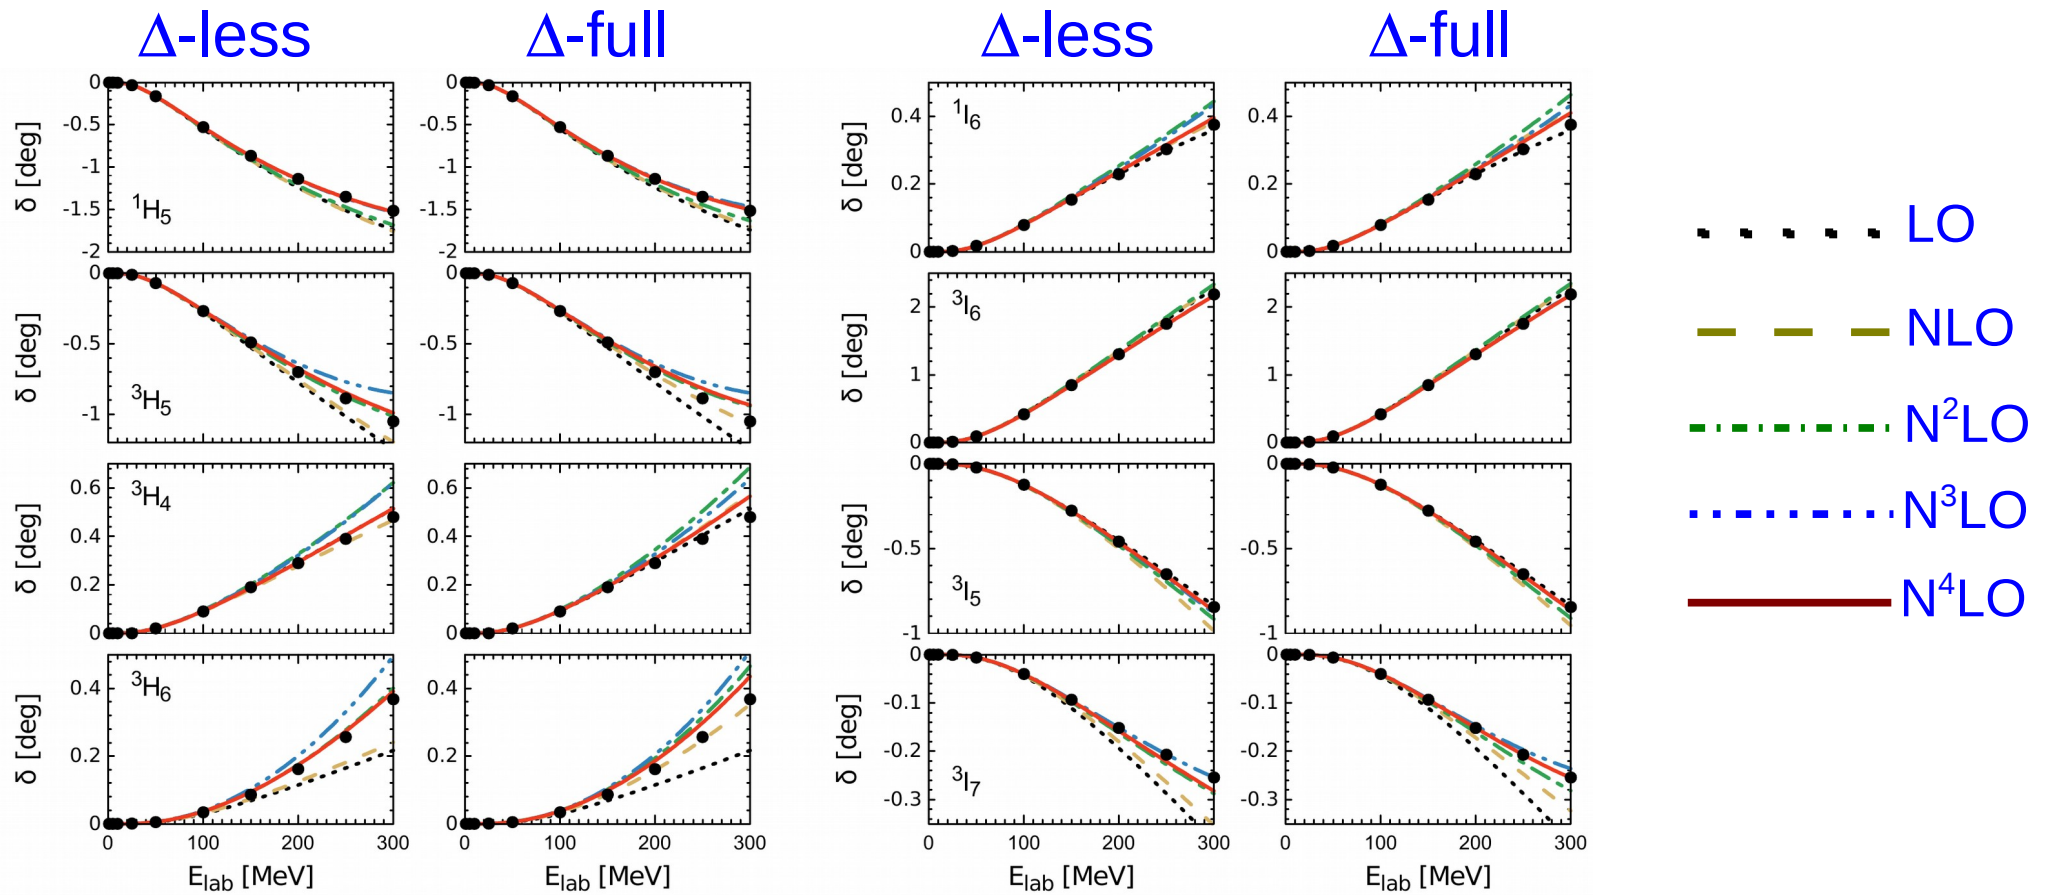 Δ-less Δ-full Δ-less Δ-full
δ [deg] 0 -0.5 -1 -1.5 -2 ¹H₅
0 -0.5 -1 -1.5 -2
δ [deg] 0.4 0.2 0 ¹I₆
0.4 0.2 0
δ [deg] 0 -0.5 -1 ³H₅
0 -0.5 -1
δ [deg] 2 1 0 ³I₆
2 1 0
δ [deg] 0.6 0.4 0.2 0 ³H₄
0.6 0.4 0.2 0
δ [deg] 0 -0.5 -1 ³I₅
0 -0.5 -1
δ [deg] 0.4 0.2 0 ³H₆
0.4 0.2 0
δ [deg] 0 -0.1 -0.2 -0.3 ³I₇
0 -0.1 -0.2 -0.3
0 100 200 300 0 100 200 300 0 100 200 300 0 100 200 300
E_lab [MeV] E_lab [MeV] E_lab [MeV] E_lab [MeV]
LO
NLO
N²LO
N³LO
N⁴LO